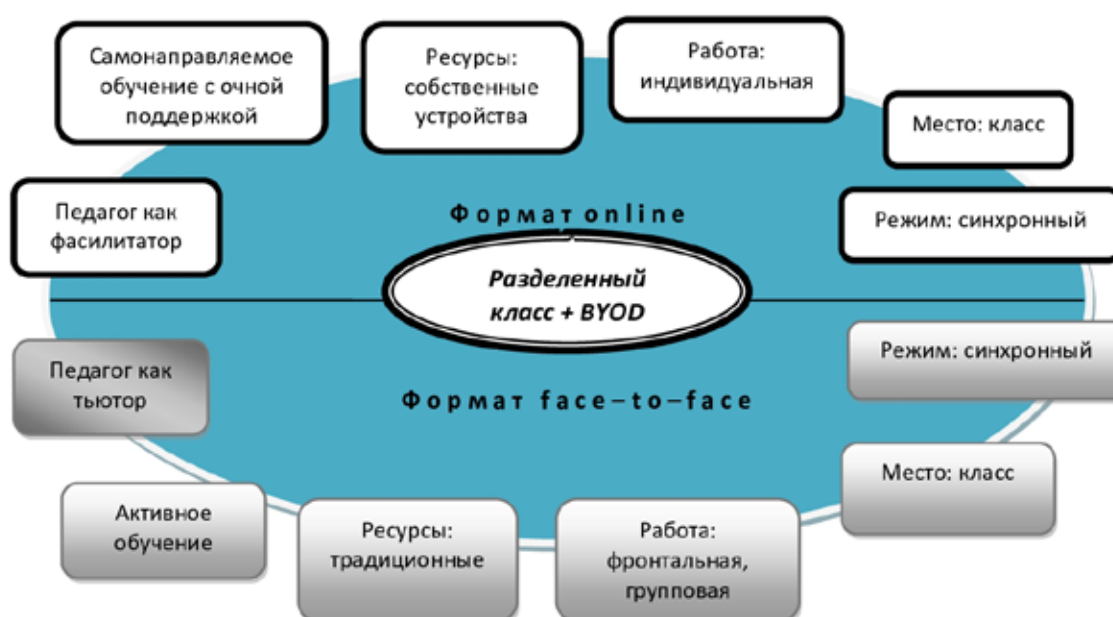 Самонаправляемое
обучение с очной
поддержкой
Ресурсы:
собственные
устройства
Работа:
индивидуальная
Место: класс
Педагог как
фасилитатор
Формат online
Режим: синхронный
Разделенный
класс + BYOD
Педагог как
тьютор
Формат face–to–face
Режим: синхронный
Активное
обучение
Ресурсы:
традиционные
Работа:
фронтальная,
групповая
Место: класс